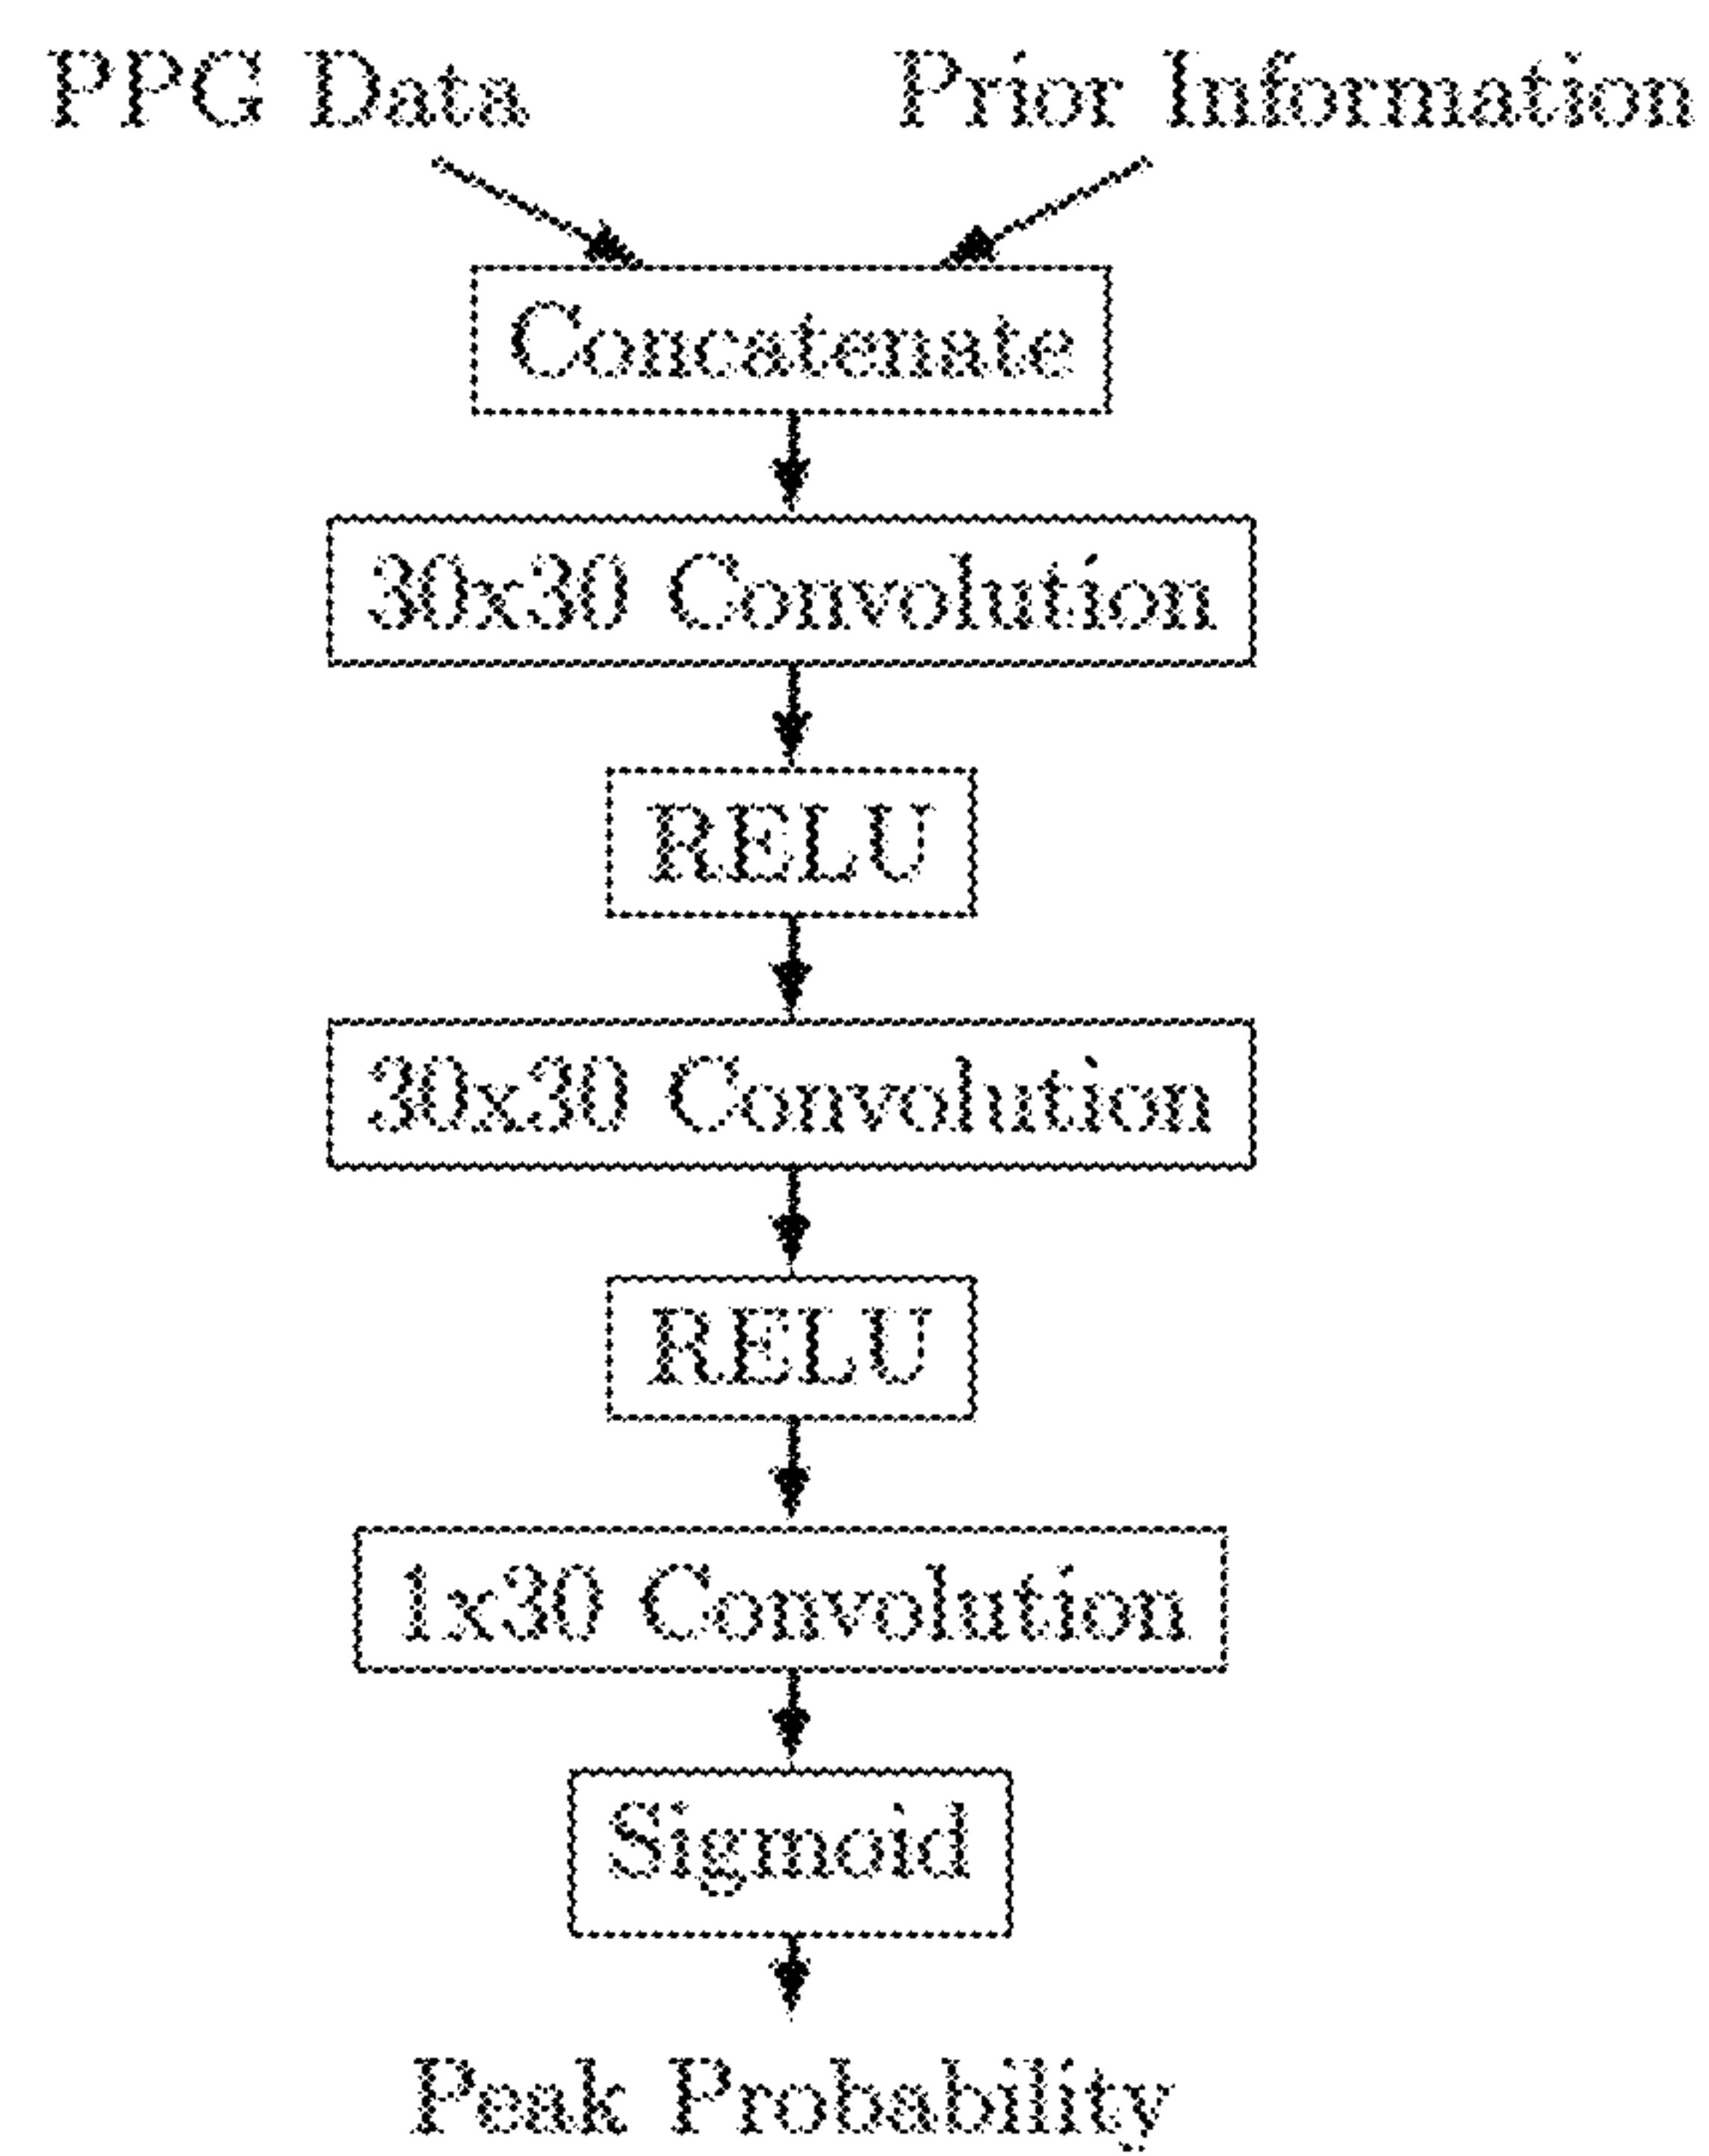 PPG Data Prior Information
Concatenate
30x30 Convolution
RELU
30x30 Convolution
RELU
1x30 Convolution
Sigmoid
Peak Probability